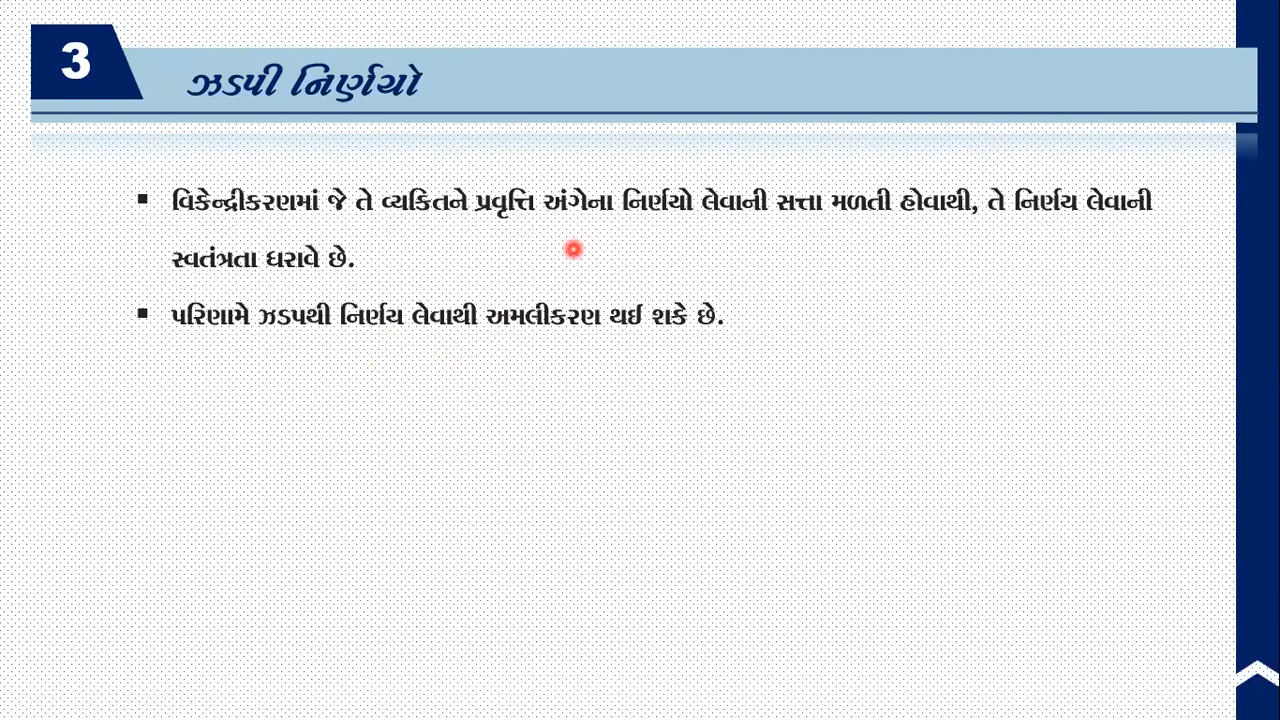 3
ઝડપી નિર્ણયો
▪ વિકેન્દ્રીકરણમાં જે તે વ્યકિતને પ્રવૃત્તિ અંગેના નિર્ણયો લેવાની સત્તા મળતી હોવાથી, તે નિર્ણય લેવાની
સ્વતંત્રતા ધરાવે છે.
▪ પરિણામે ઝડપથી નિર્ણય લેવાથી અમલીકરણ થઈ શકે છે.